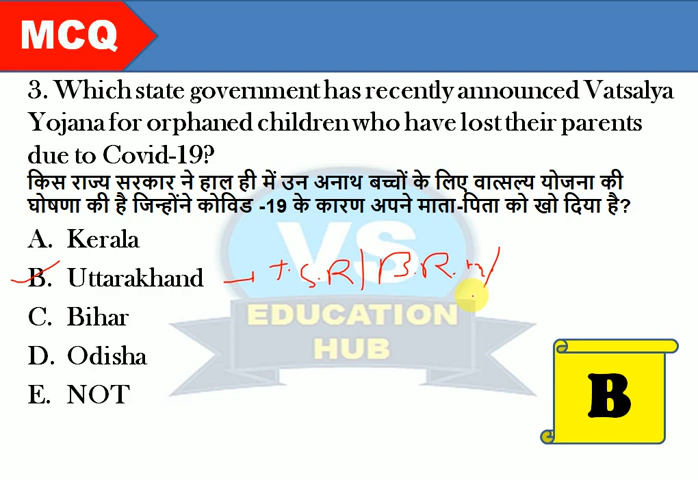 MCQ
3. Which state government has recently announced Vatsalya
Yojana for orphaned children who have lost their parents
due to Covid-19?
किस राज्य सरकार ने हाल ही में उन अनाथ बच्चों के लिए वात्सल्य योजना की
घोषणा की है जिन्होंने कोविड -19 के कारण अपने माता-पिता को खो दिया है?
A. Kerala
B. Uttarakhand → T.S.R/ B.R.
C. Bihar
D. Odisha
E. NOT
VS
EDUCATION
HUB
B